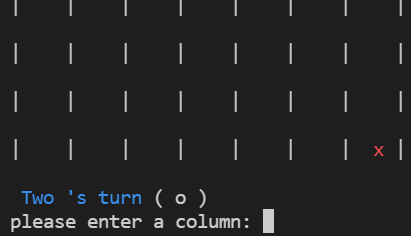 |    |    |    |    |    |    |    |
|    |    |    |    |    |    |    |
|    |    |    |    |    |    |    |
|    |    |    |    |    |    |  x |
Two 's turn ( o )
please enter a column: